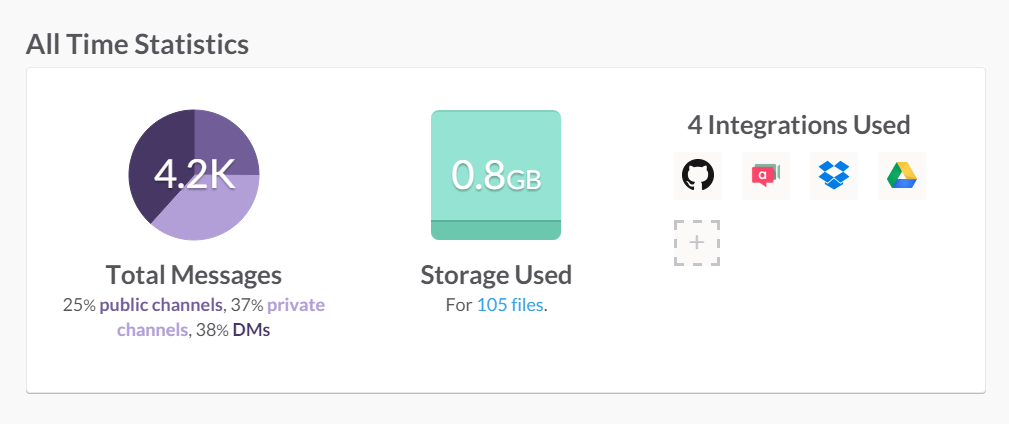 All Time Statistics
4.2K
Total Messages
25% public channels, 37% private
channels, 38% DMs
0.8GB
Storage Used
For 105 files.
4 Integrations Used
a
+